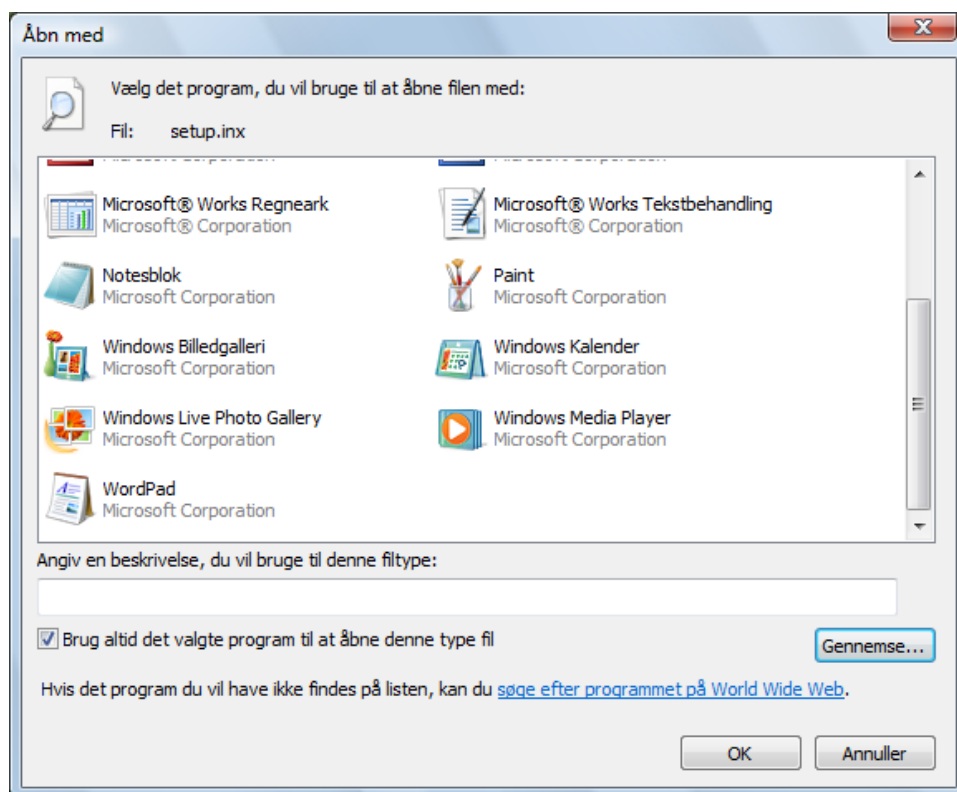 Åbn med
Vælg det program, du vil bruge til at åbne filen med:
Fil: setup.inx
Microsoft® Works Regneark
Microsoft® Corporation
Microsoft® Works Tekstbehandling
Microsoft® Corporation
Notesblok
Microsoft Corporation
Paint
Microsoft Corporation
Windows Billedgalleri
Microsoft Corporation
Windows Kalender
Microsoft Corporation
Windows Live Photo Gallery
Microsoft Corporation
Windows Media Player
Microsoft Corporation
WordPad
Microsoft Corporation
Angiv en beskrivelse, du vil bruge til denne filtype:
Brug altid det valgte program til at åbne denne type fil
Gennemse...
Hvis det program du vil have ikke findes på listen, kan du søge efter programmet på World Wide Web.
OK
Annuller